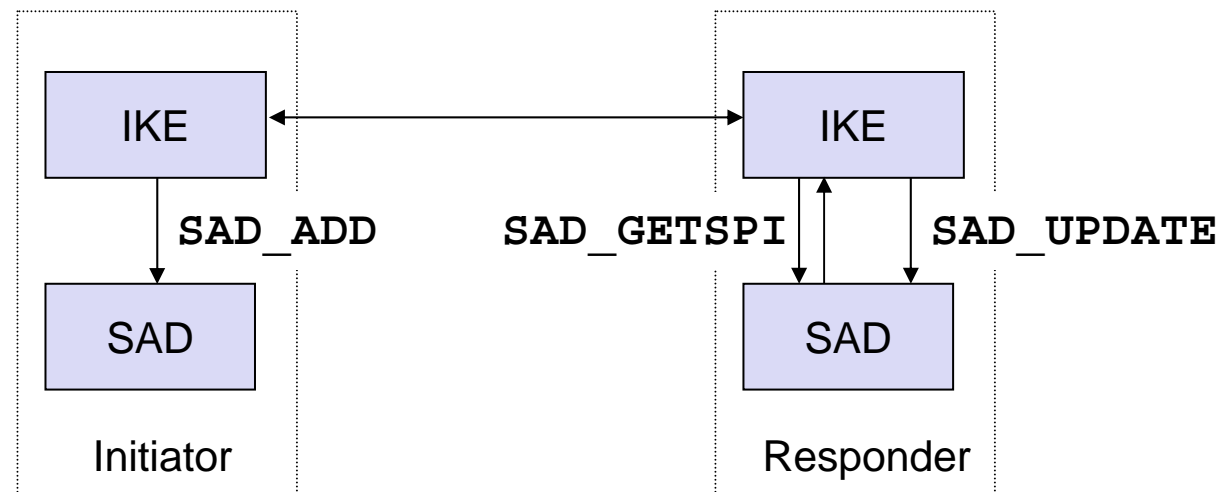 IKE
IKE
SAD_ADD
SAD_GETSPI
SAD_UPDATE
SAD
SAD
Initiator
Responder